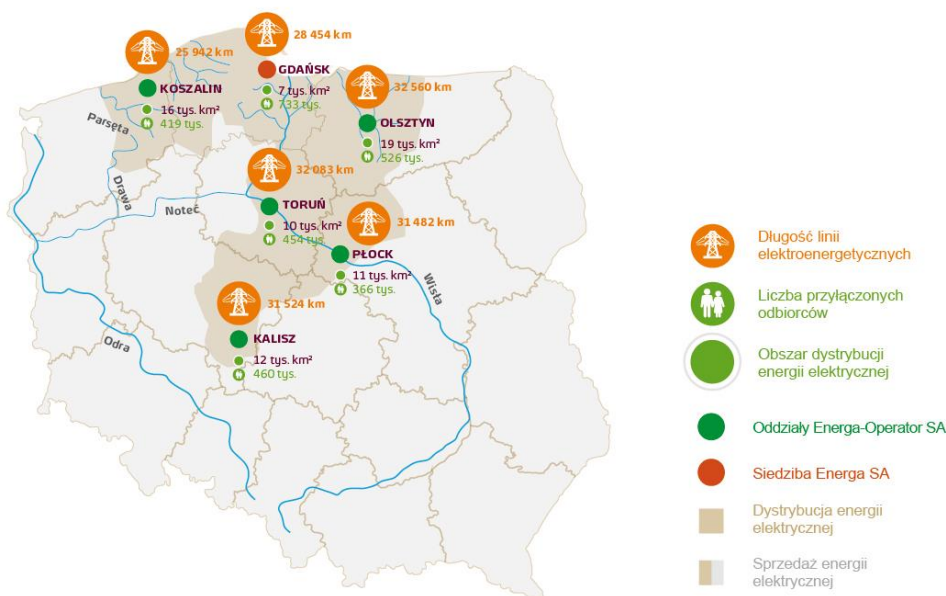 28 454 km
25 942 km
GDAŃSK
7 tys. km²
733 tys.
KOSZALIN
16 tys. km²
419 tys.
32 560 km
OLSZTYN
19 tys. km²
526 tys.
Parsęta
Drawa
Noteć
32 083 km
TORUŃ
10 tys. km²
454 tys.
31 482 km
PŁOCK
11 tys. km²
366 tys.
Wisła
31 524 km
KALISZ
12 tys. km²
460 tys.
Odra
Długość linii
elektroenergetycznych
Liczba przyłączonych
odbiorców
Obszar dystrybucji
energii elektrycznej
Oddziały Energa-Operator SA
Siedziba Energa SA
Dystrybucja energii
elektrycznej
Sprzedaż energii
elektrycznej